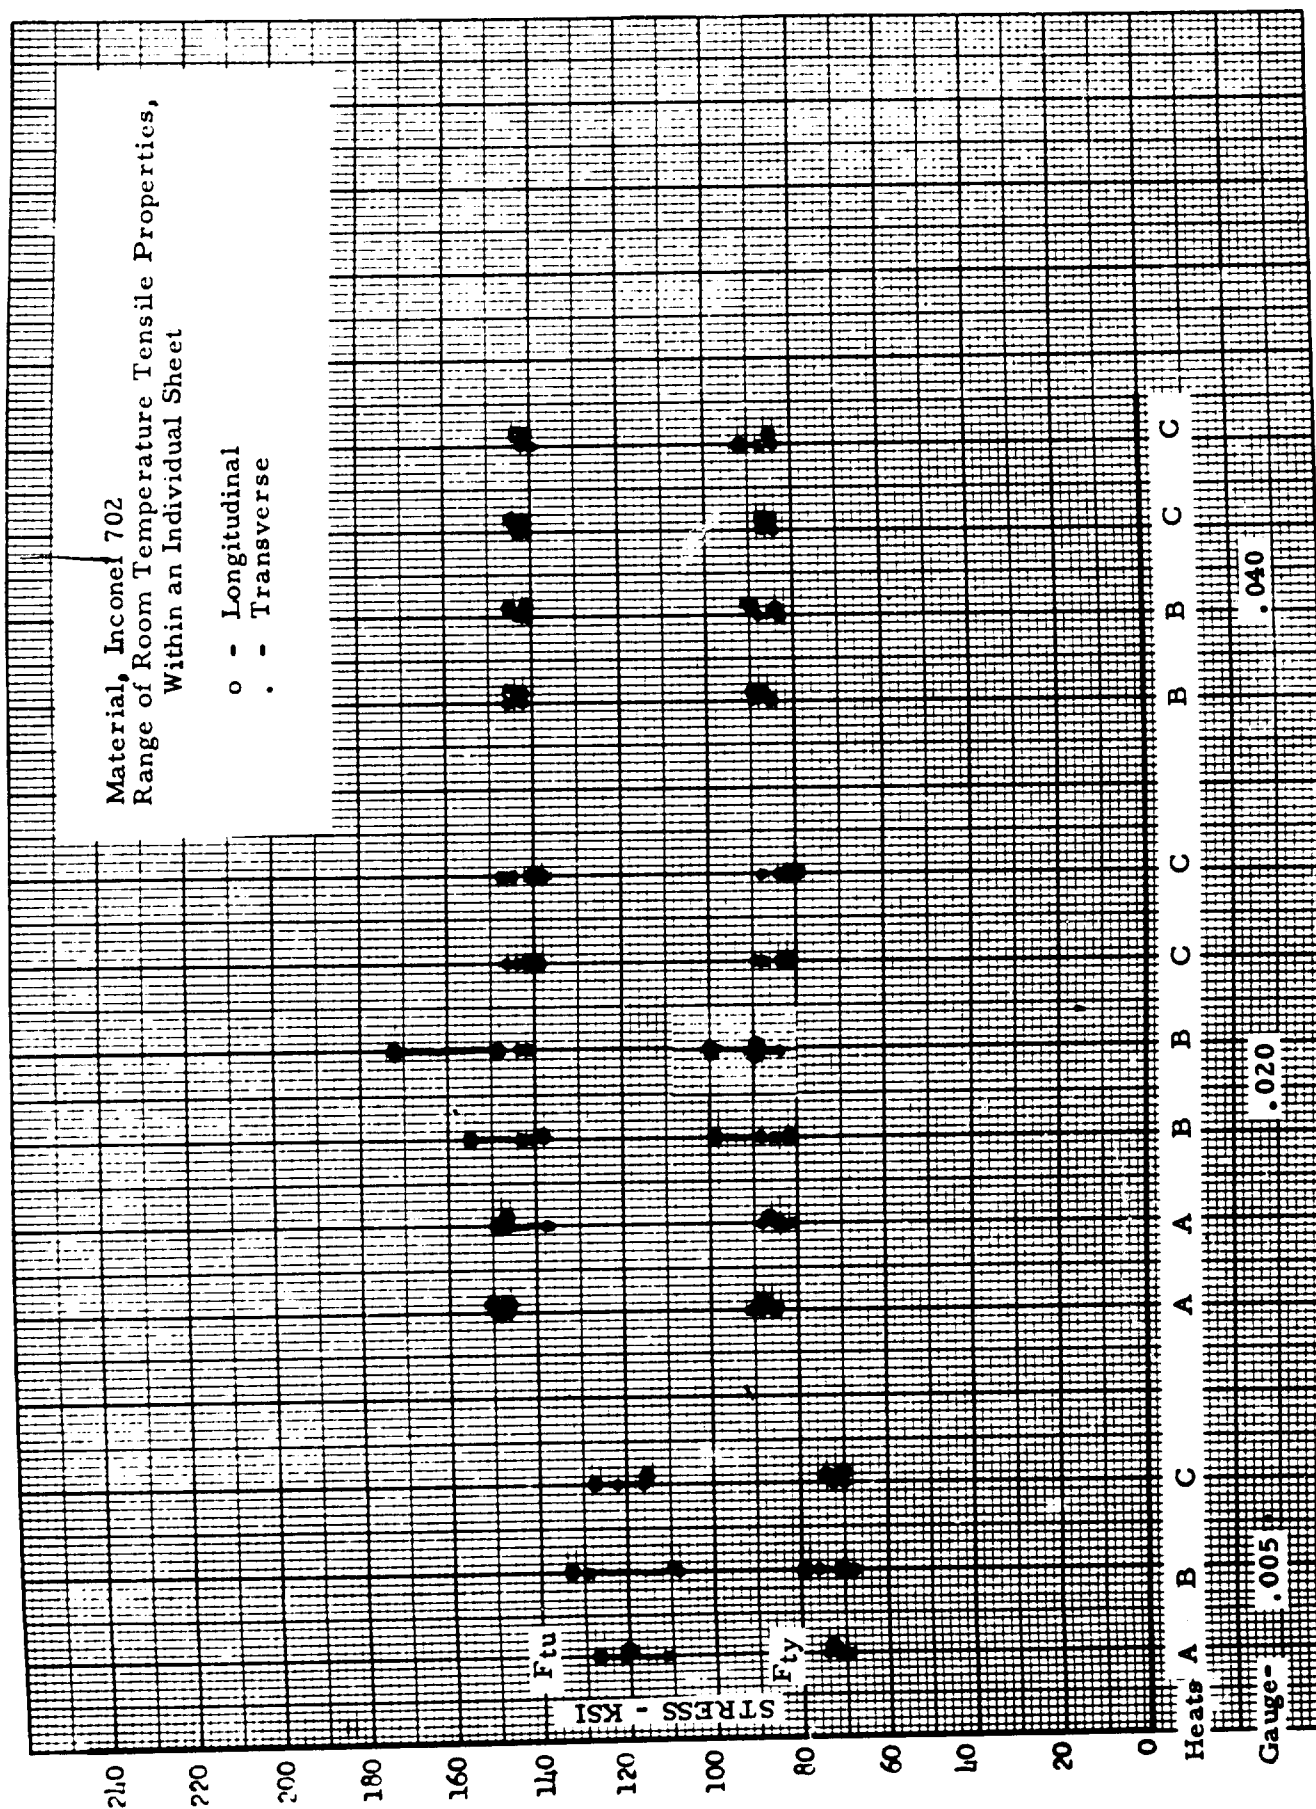 Material, Inconel 702
Range of Room Temperature Tensile Properties,
Within an Individual Sheet
o - Longitudinal
. - Transverse
240
220
200
180
160
140
120
100
80
60
40
20
0
STRESS - KSI
Ftu
Fty
Heats A B C A A B B C C B B C C
Gauge- .005 .020 .040